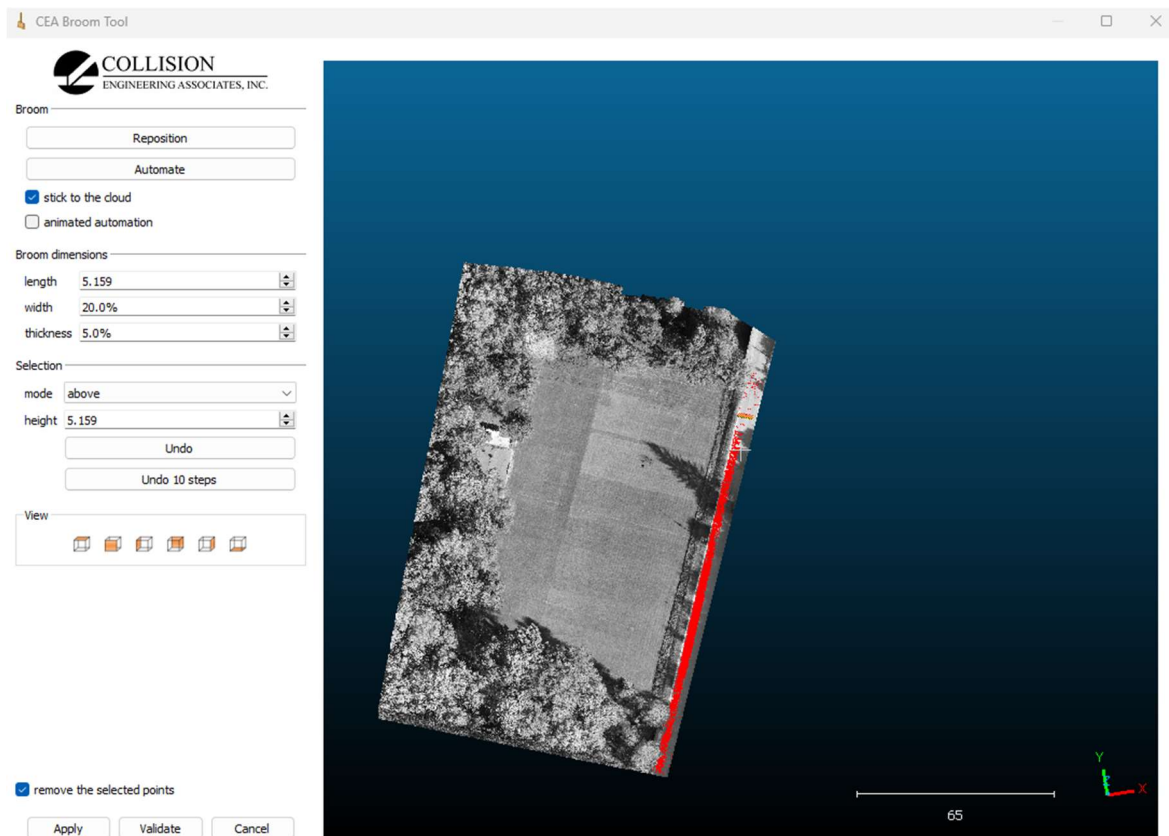 CEA Broom Tool
COLLISION
ENGINEERING ASSOCIATES, INC.
Broom
Reposition
Automate
stick to the cloud
animated automation
Broom dimensions
length 5.159
width 20.0%
thickness 5.0%
Selection
mode above
height 5.159
Undo
Undo 10 steps
View
remove the selected points
Apply Validate Cancel
Y
X
65